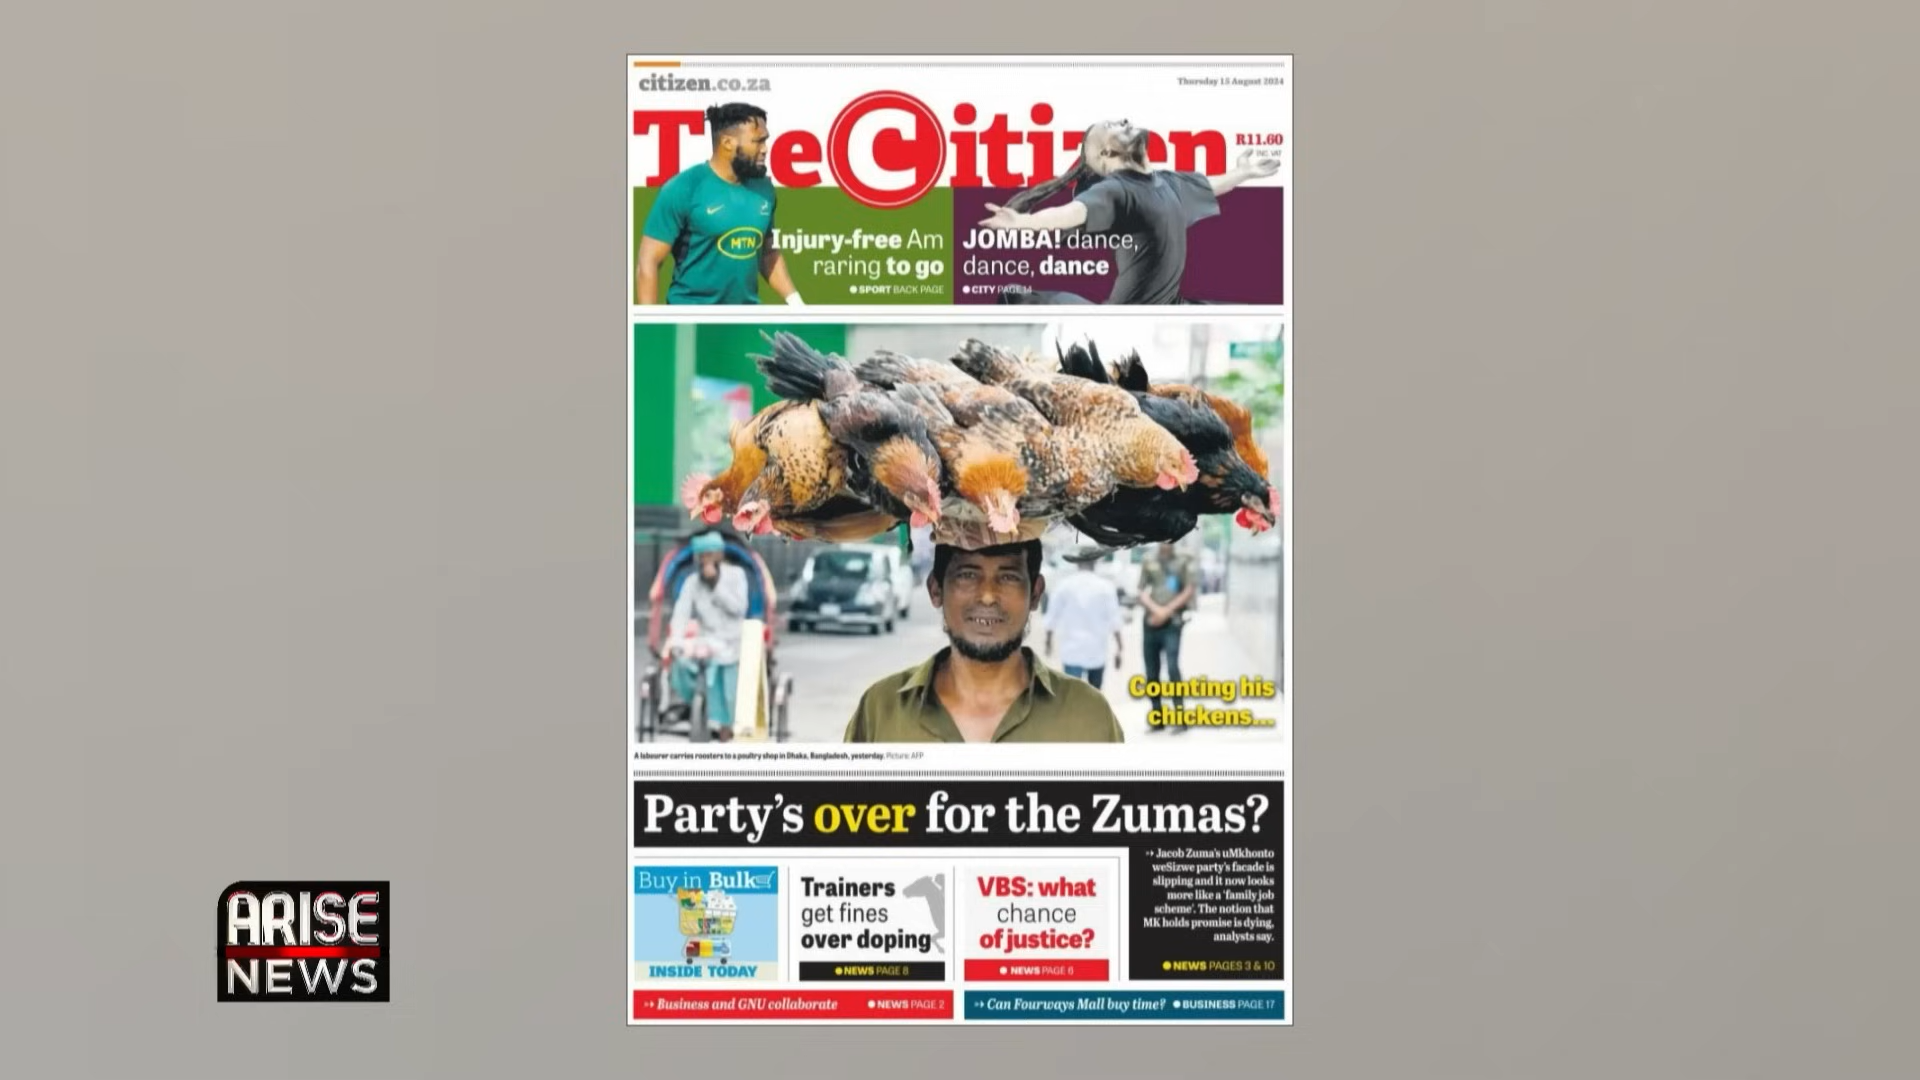 citizen.co.za
Thursday 15 August 2024
The Citizen
R11.60
INC VAT
Injury-free Am
raring to go
SPORT BACK PAGE
JOMBA! dance,
dance, dance
CITY PAGE 14
MTN
Counting his
chickens...
A labourer carries roosters to a poultry shop in Dhaka, Bangladesh, yesterday. Picture: AFP
Party's over for the Zumas?
Jacob Zuma's uMkhonto
weSizwe party's facade is
slipping and it now looks
more like a 'family job
scheme'. The notion that
MK holds promise is dying,
analysts say.
NEWS PAGES 3 & 10
Buy in Bulk
INSIDE TODAY
Trainers
get fines
over doping
NEWS PAGE 8
VBS: what
chance
of justice?
NEWS PAGE 6
Business and GNU collaborate
NEWS PAGE 2
Can Fourways Mall buy time?
BUSINESS PAGE 17
ARISE
NEWS